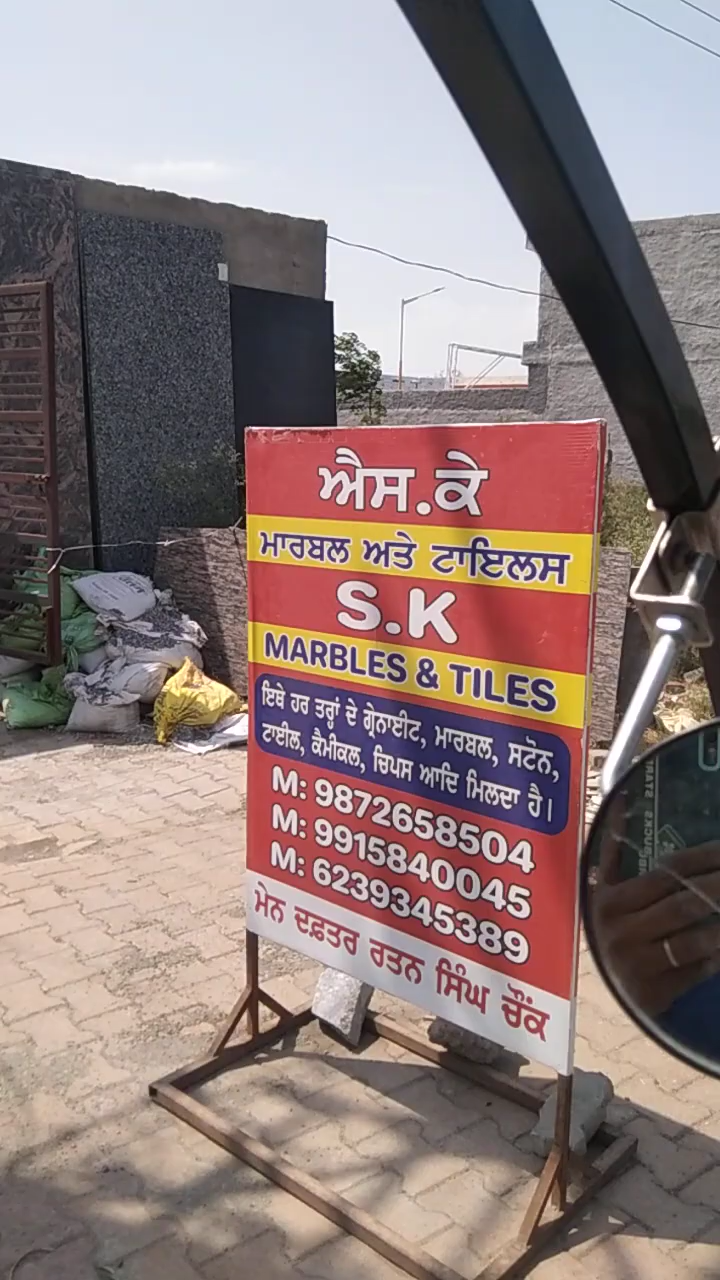 ਐਸ.ਕੇ
ਮਾਰਬਲ ਅਤੇ ਟਾਇਲਸ
S.K
MARBLES & TILES
ਇਥੇ ਹਰ ਤਰ੍ਹਾਂ ਦੇ ਗ੍ਰੇਨਾਈਟ, ਮਾਰਬਲ, ਸਟੋਨ,
ਟਾਈਲ, ਕੈਮੀਕਲ, ਚਿਪਸ ਆਦਿ ਮਿਲਦਾ ਹੈ।
M: 9872658504
M: 9915840045
M: 6239345389
ਮੇਨ ਦਫ਼ਤਰ ਰਤਨ ਸਿੰਘ ਚੌਂਕ